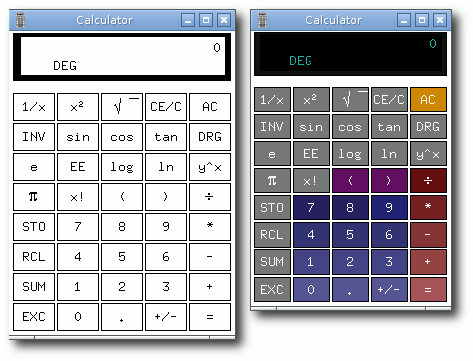 Calculator
0
DEG
1/x x² √‾ CE/C AC
INV sin cos tan DRG
e EE log ln y^x
π x! ( ) ÷
STO 7 8 9 *
RCL 4 5 6 -
SUM 1 2 3 +
EXC 0 . +/- =
Calculator
0
DEG
1/x x² √‾ CE/C AC
INV sin cos tan DRG
e EE log ln y^x
π x! ( ) ÷
STO 7 8 9 *
RCL 4 5 6 -
SUM 1 2 3 +
EXC 0 . +/- =